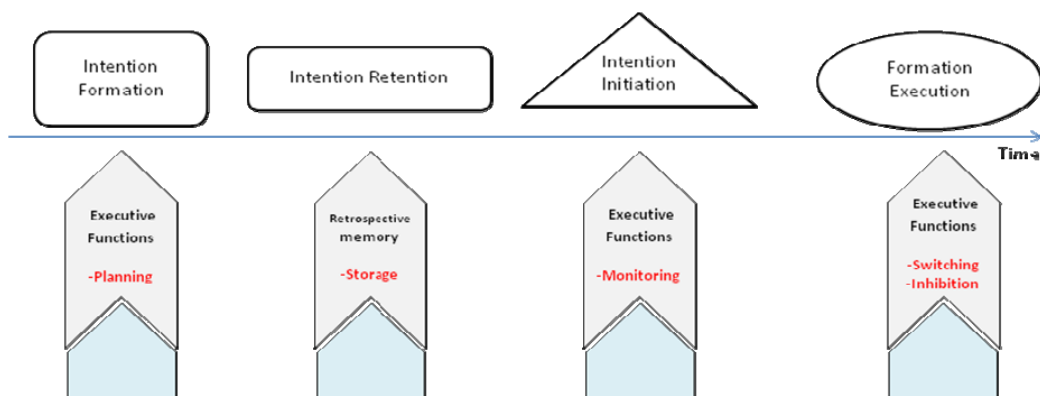 Intention
Formation
Intention Retention
Intention
Initiation
Formation
Execution
Time
Executive
Functions
-Planning
Retrospective
memory
-Storage
Executive
Functions
-Monitoring
Executive
Functions
-Switching
-Inhibition